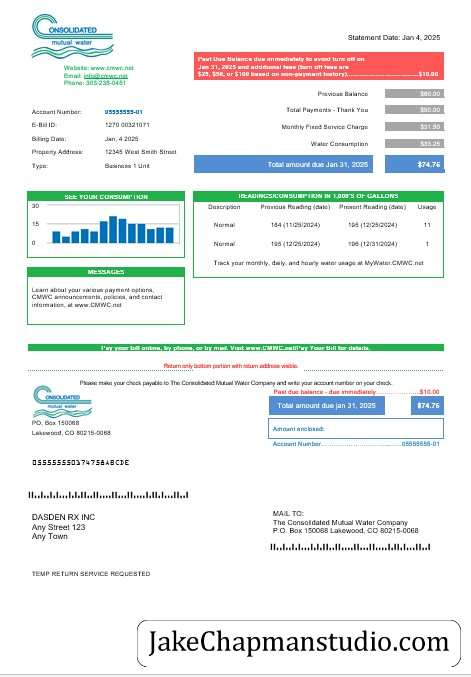 CONSOLIDATED
mutual water
Statement Date: Jan 4, 2025
Website: www.cmwc.net
Email: info@cmwc.net
Phone: 303-238-0451
Past Due Balance due immediately to avoid turn off on
Jan 31, 2025 and additional fees (turn off fees are
$25, $50, or $100 based on non-payment history)..............................$10.00
Previous Balance $60.00
Total Payments - Thank You $50.00
Monthly Fixed Service Charge $31.50
Water Consumption $33.25
Total amount due Jan 31, 2025 $74.75
Account Number: 05555555-01
E-Bill ID: 1270 00321071
Billing Date: Jan, 4 2025
Property Address: 12345 West Smith Street
Type: Business 1 Unit
SEE YOUR CONSUMPTION
30
15
0
READINGS/CONSUMPTION IN 1,000'S OF GALLONS
Description Previous Reading (date) Present Reading (date) Usage
Normal 184 (11/25/2024) 195 (12/25/2024) 11
Normal 195 (12/25/2024) 196 (12/31/2024) 1
Track your monthly, daily, and hourly water usage at MyWater.CMWC.net
MESSAGES
Learn about your various payment options,
CMWC announcements, policies, and contact
information, at www.CMWC.net
Pay your bill online, by phone, or by mail. Visit www.CMWC.net/Pay Your Bill for details.
Return only bottom portion with return address visible.
Please make your check payable to The Consolidated Mutual Water Company and write your account number on your check.
CONSOLIDATED
mutual water
PO, Box 150068
Lakewood, CO 80215-0068
Past due balance - due immediately..................$10.00
Total amount due jan 31, 2025 $74.75
Amount enclosed:
Account Number..............................05555555-01
055555550174758ABCDE
DASDEN RX INC
Any Street 123
Any Town
MAIL TO:
The Consolidated Mutual Water Company
P.O. Box 150068 Lakewood, CO 80215-0068
TEMP RETURN SERVICE REQUESTED
JakeChapmanstudio.com